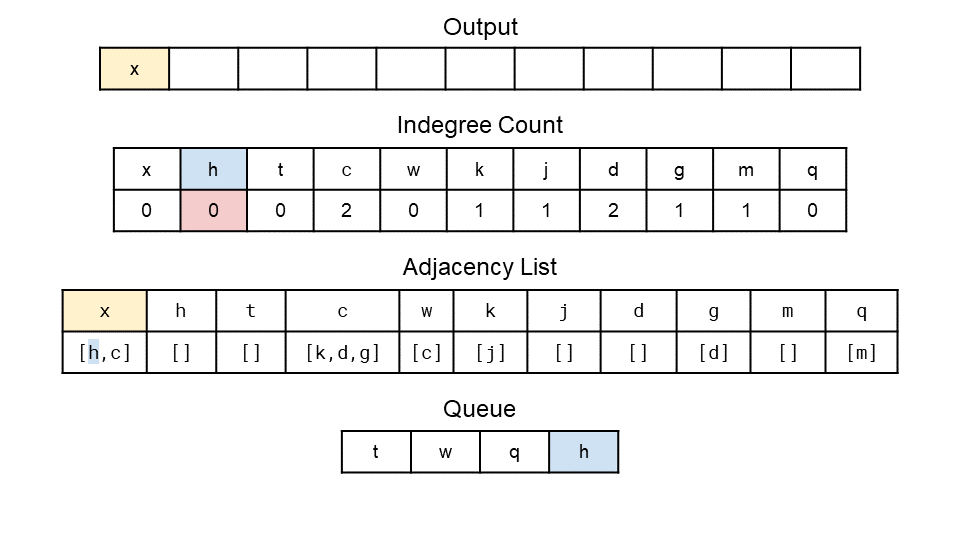 Output
x
Indegree Count
x h t c w k j d g m q
0 0 0 2 0 1 1 2 1 1 0
Adjacency List
x h t c w k j d g m q
[h,c] [] [] [k,d,g] [c] [j] [] [] [d] [] [m]
Queue
t w q h